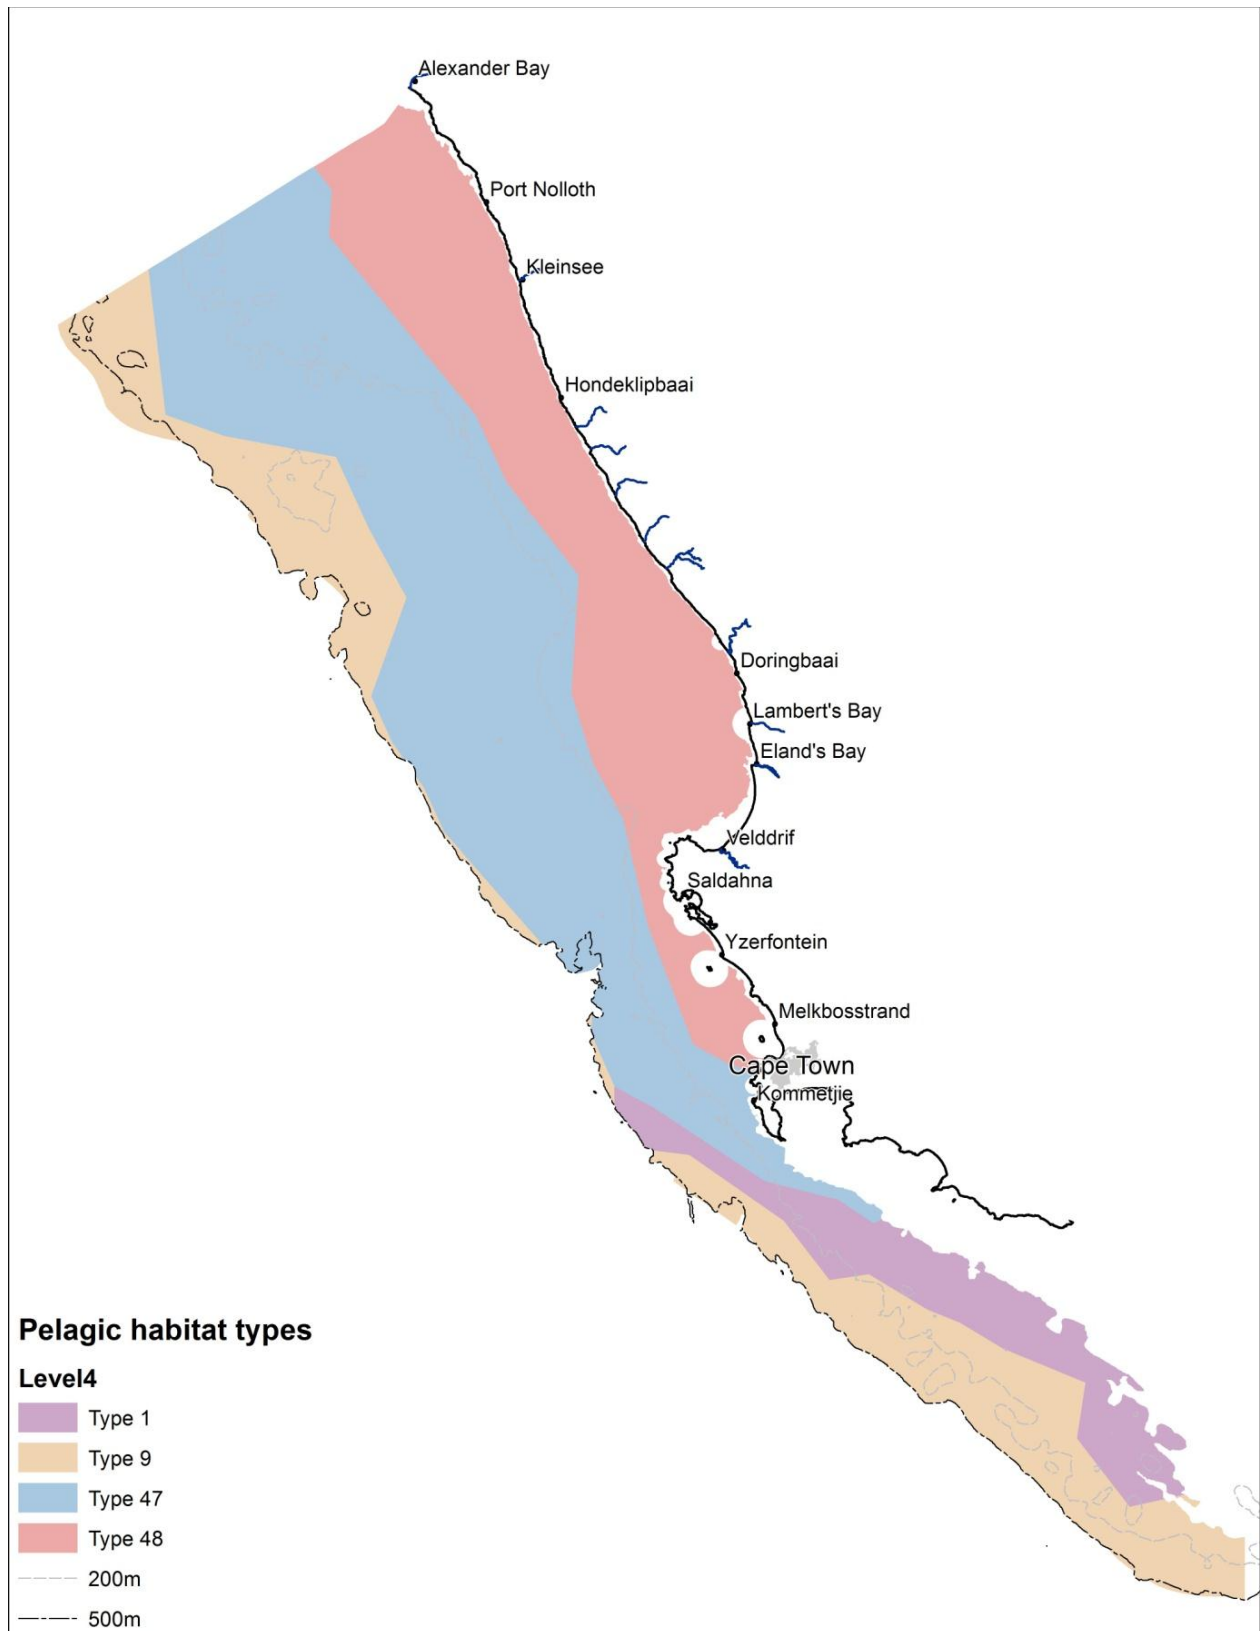 Alexander Bay
Port Nolloth
Kleinsee
Hondeklipbaai
Doringbaai
Lambert's Bay
Eland's Bay
Velddrif
Saldahna
Yzerfontein
Melkbosstrand
Cape Town
Kommetjie
Pelagic habitat types
Level4
Type 1
Type 9
Type 47
Type 48
200m
500m